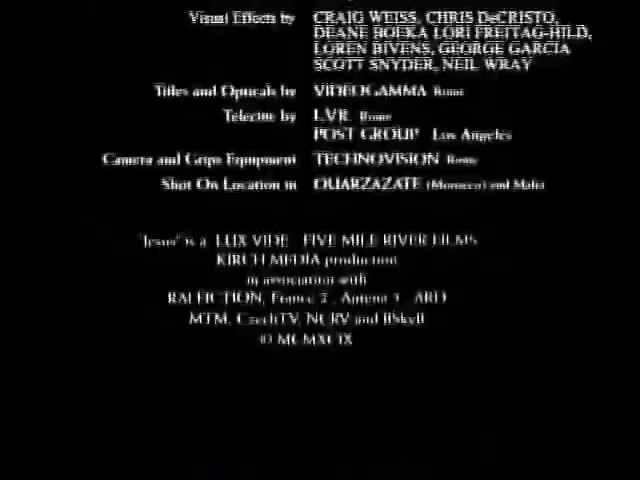 Visual Effects by CRAIG WEISS, CHRIS DeCRISTO,
DEANE BOEKA LORI FREITAG-HILD,
LOREN BIVENS, GEORGE GARCIA
SCOTT SNYDER, NEIL WRAY
Titles and Opticals by VIDEOGAMMA Rome
Telecine by L.V.R. Rome
POST GROUP Los Angeles
Camera and Grips Equipment TECHNOVISION Rome
Shot On Location in OUARZAZATE (Morocco) and Malta
"Jesus" is a LUX VIDE FIVE MILE RIVER FILMS
KIRCH MEDIA production
in association with
RAI FICTION, France 2, Antena 3, ARD
MTM, CzechTV, NCRV and BSkyB
© MCMXCIX